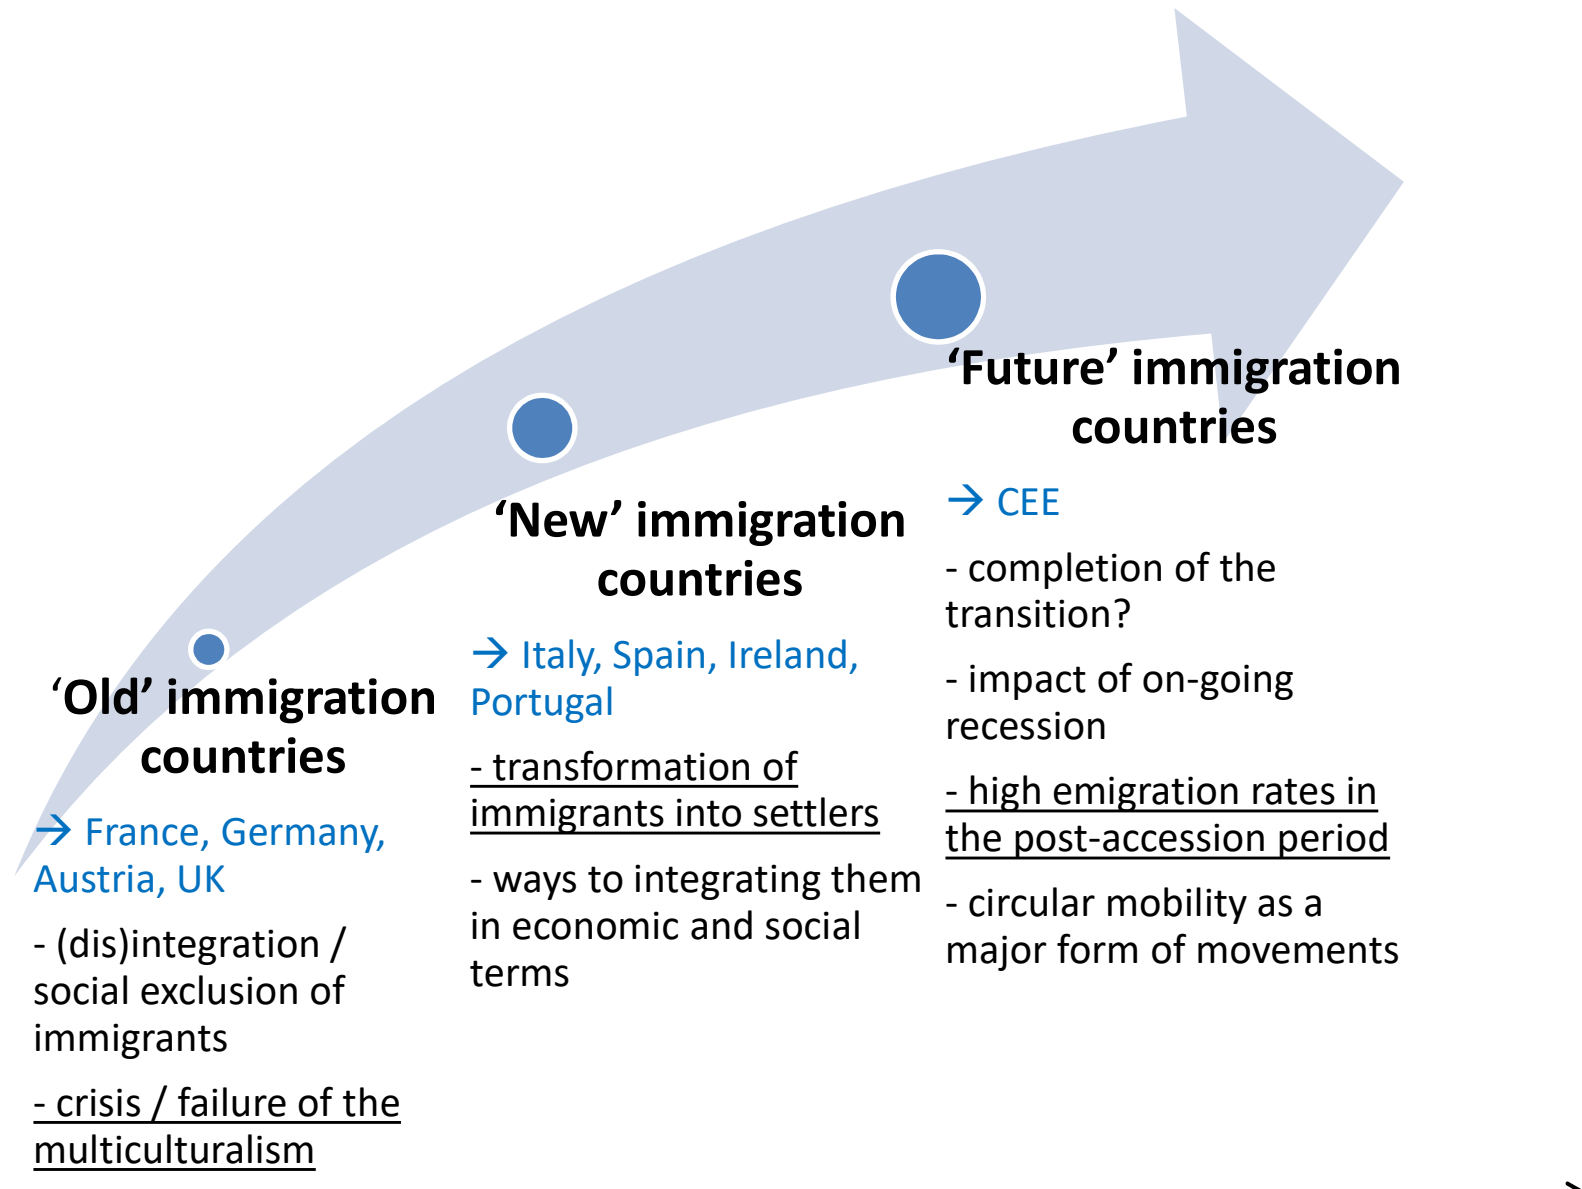 ‘Old’ immigration
countries
→ France, Germany,
Austria, UK
- (dis)integration /
social exclusion of
immigrants
- crisis / failure of the
multiculturalism
‘New’ immigration
countries
→ Italy, Spain, Ireland,
Portugal
- transformation of
immigrants into settlers
- ways to integrating them
in economic and social
terms
‘Future’ immigration
countries
→ CEE
- completion of the
transition?
- impact of on-going
recession
- high emigration rates in
the post-accession period
- circular mobility as a
major form of movements